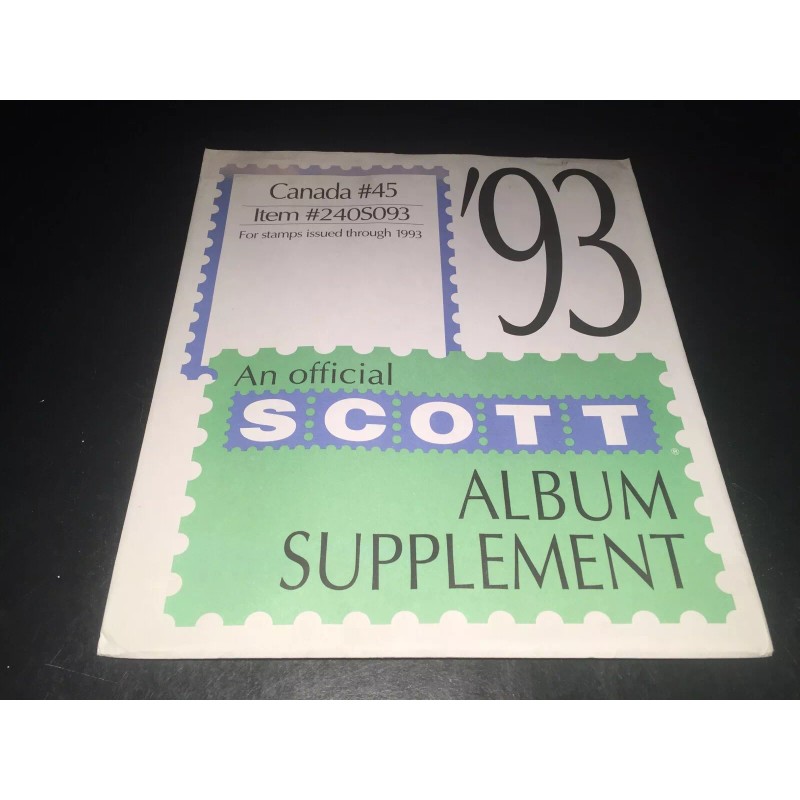 Canada #45
Item #240S093
For stamps issued through 1993
'93
An official
SCOTT®
ALBUM
SUPPLEMENT